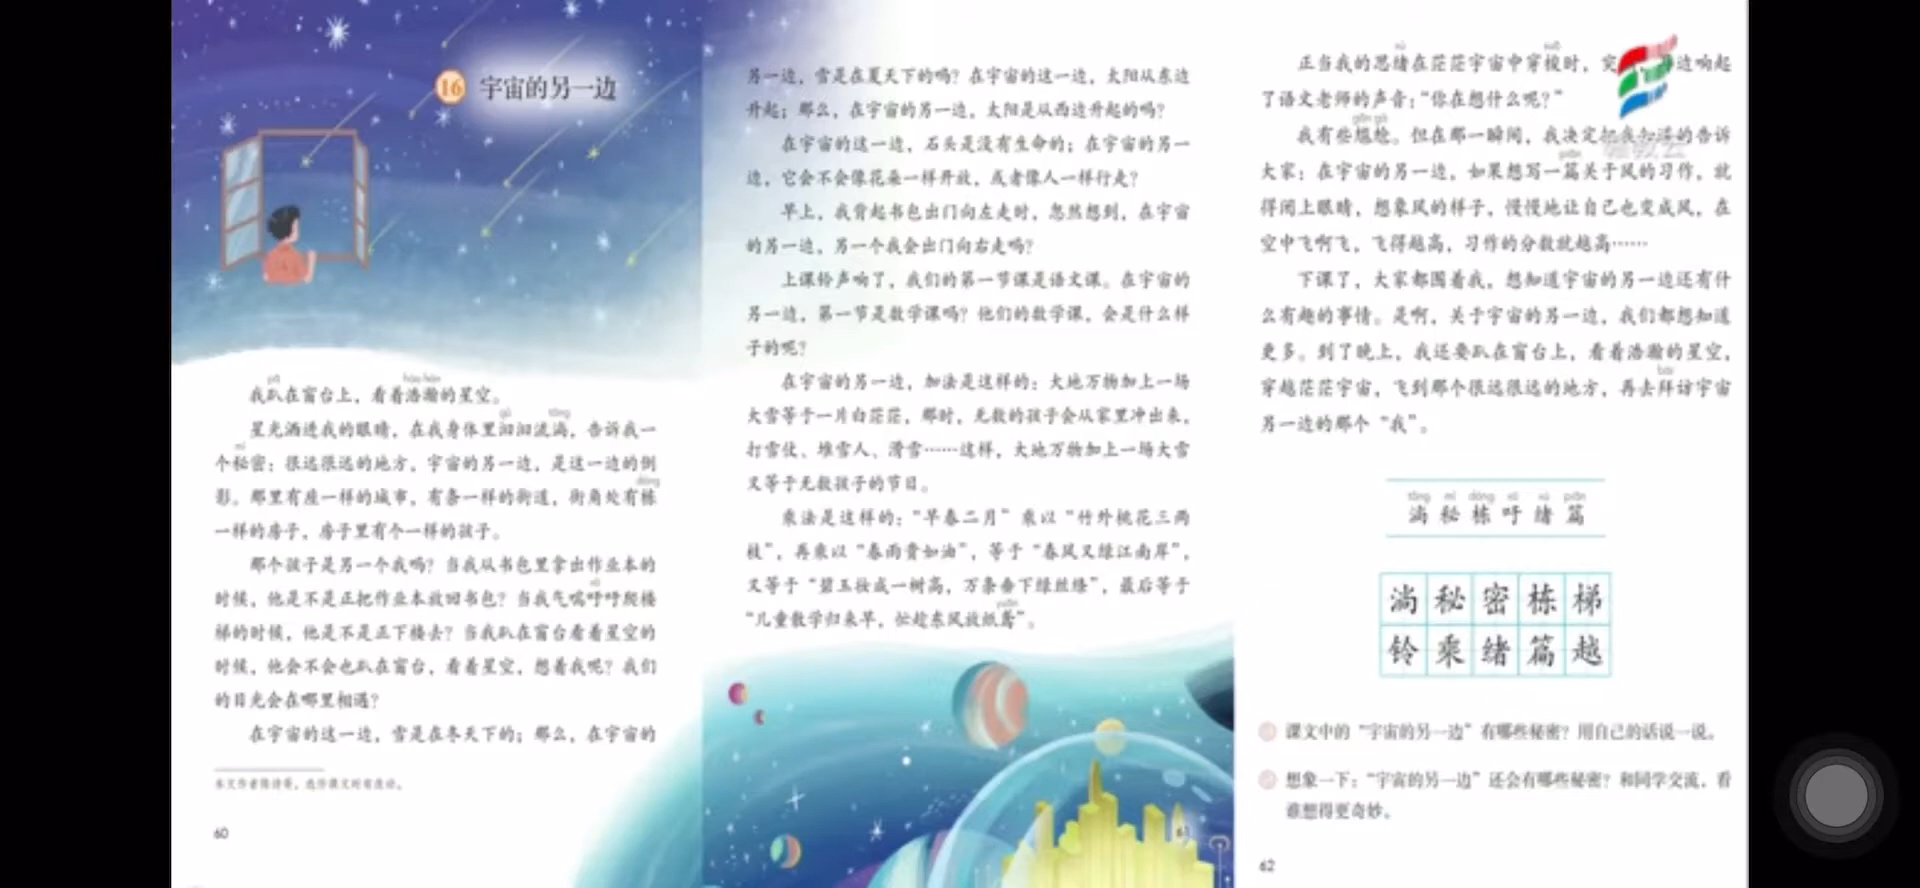 16 宇宙的另一边
pā hào hàn
我趴在窗台上，看着浩瀚的星空。
gǔ tǎng
星光洒进我的眼睛，在我身体里汩汩流淌，告诉我一
mì
个秘密：很远很远的地方，宇宙的另一边，是这一边的倒
dòng
影。那里有座一样的城市，有条一样的街道，街角处有栋
一样的房子，房子里有个一样的孩子。
那个孩子是另一个我吗？当我从书包里拿出作业本的
xū
时候，他是不是正把作业本放回书包？当我气喘吁吁爬楼
梯的时候，他是不是正下楼去？当我趴在窗台看着星空的
时候，他会不会也趴在窗台，看着星空，想着我呢？我们
的目光会在哪里相遇？
在宇宙的这一边，雪是在冬天下的；那么，在宇宙的
60
另一边，雪是在夏天下的吗？在宇宙的这一边，太阳从东边
升起；那么，在宇宙的另一边，太阳是从西边升起的吗？
在宇宙的这一边，石头是没有生命的；在宇宙的另一
边，它会不会像花朵一样开放，或者像人一样行走？
早上，我背起书包出门向左走时，忽然想到，在宇宙
的另一边，另一个我会出门向右走吗？
上课铃声响了，我们的第一节课是语文课。在宇宙的
另一边，第一节是数学课吗？他们的数学课，会是什么样
子的呢？
在宇宙的另一边，加法是这样的：大地万物加上一场
大雪等于一片白茫茫，那时，无数的孩子会从家里冲出来，
打雪仗、堆雪人、滑雪……这样，大地万物加上一场大雪
又等于无数孩子的节日。
乘法是这样的：“早春二月”乘以“竹外桃花三两
枝”，再乘以“春雨贵如油”，等于“春风又绿江南岸”，
又等于“碧玉妆成一树高，万条垂下绿丝绦”，最后等于
yuān
“儿童散学归来早，忙趁东风放纸鸢”。
61
xù suō
正当我的思绪在茫茫宇宙中穿梭时，突 边响起
了语文老师的声音：“你在想什么呢？”
gān gà
我有些尴尬。但在那一瞬间，我决定把我知道的告诉
piān
大家：在宇宙的另一边，如果想写一篇关于风的习作，就
得闭上眼睛，想象风的样子，慢慢地让自己也变成风，在
空中飞啊飞，飞得越高，习作的分数就越高……
下课了，大家都围着我，想知道宇宙的另一边还有什
么有趣的事情。是啊，关于宇宙的另一边，我们都想知道
更多。到了晚上，我还要趴在窗台上，看着浩瀚的星空，
bài
穿越茫茫宇宙，飞到那个很远很远的地方，再去拜访宇宙
另一边的那个“我”。
tǎng mì dòng xū xù piān
淌 秘 栋 吁 绪 篇
淌 秘 密 栋 梯
铃 乘 绪 篇 越
课文中的“宇宙的另一边”有哪些秘密？用自己的话说一说。
想象一下：“宇宙的另一边”还会有哪些秘密？和同学交流，看
谁想得更奇妙。
62